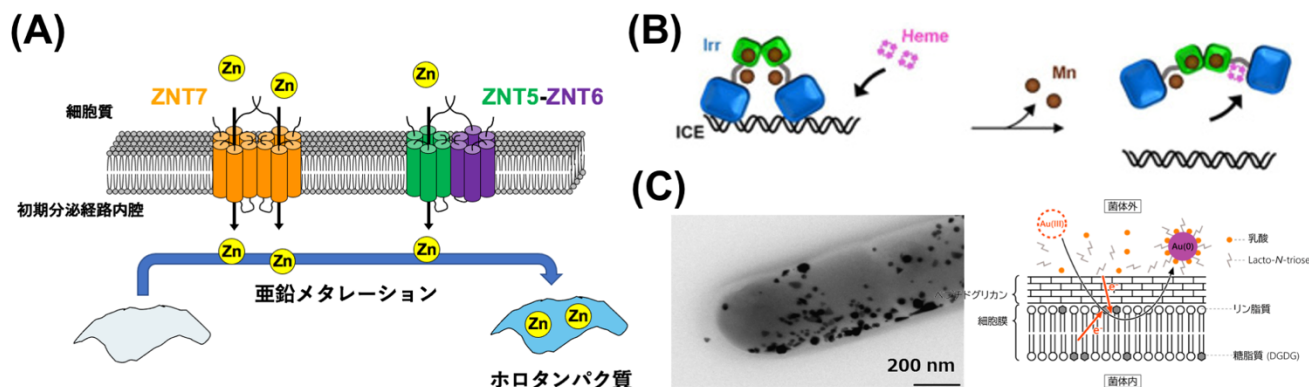 (A)
Zn
Zn
Zn
ZNT7
ZNT5-ZNT6
細胞質
初期分泌経路内腔
Zn
Zn
Zn
亜鉛メタレーション
Zn
Zn
ホロタンパク質
(B)
Irr
Heme
Mn
ICE
(C)
200 nm
菌体外
Au(III)
Au(0)
乳酸
Lacto-N-triose
ドグリカン
細胞膜
e-
e-
リン脂質
糖脂質 (DGDG)
菌体内